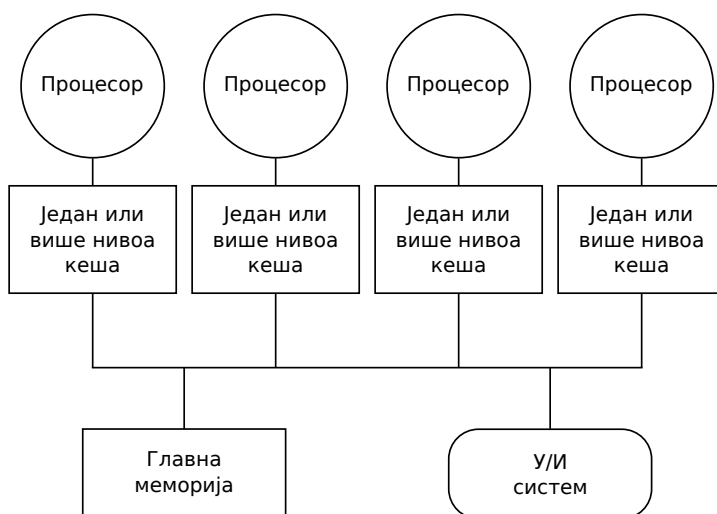 Процесор
Процесор
Процесор
Процесор
Један или
више нивоа
кеша
Један или
више нивоа
кеша
Један или
више нивоа
кеша
Један или
више нивоа
кеша
Главна
меморија
У/И
систем